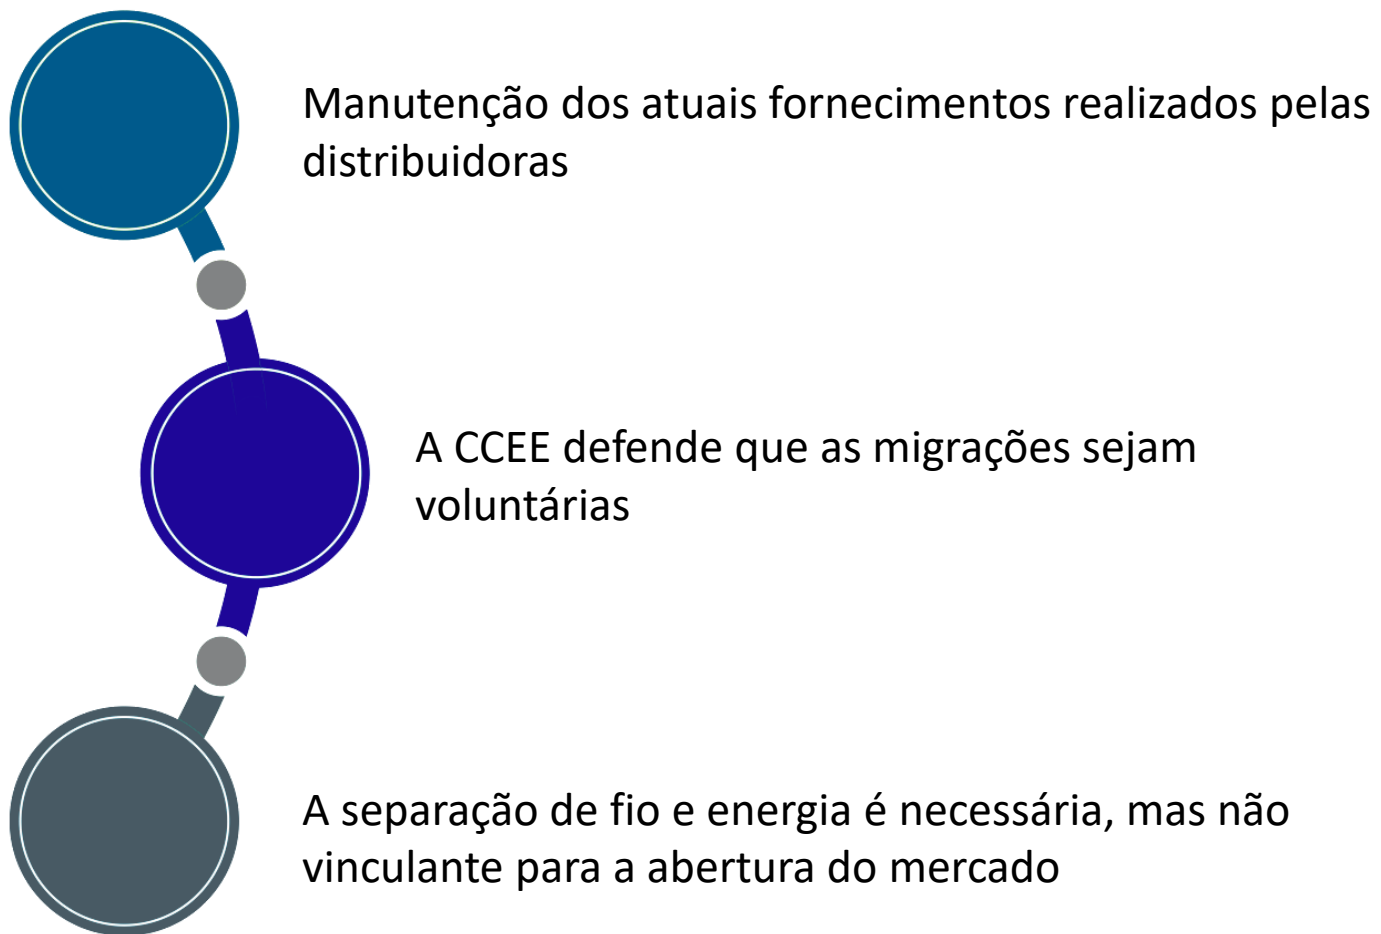 Manutenção dos atuais fornecimentos realizados pelas
distribuidoras
A CCEE defende que as migrações sejam
voluntárias
A separação de fio e energia é necessária, mas não
vinculante para a abertura do mercado